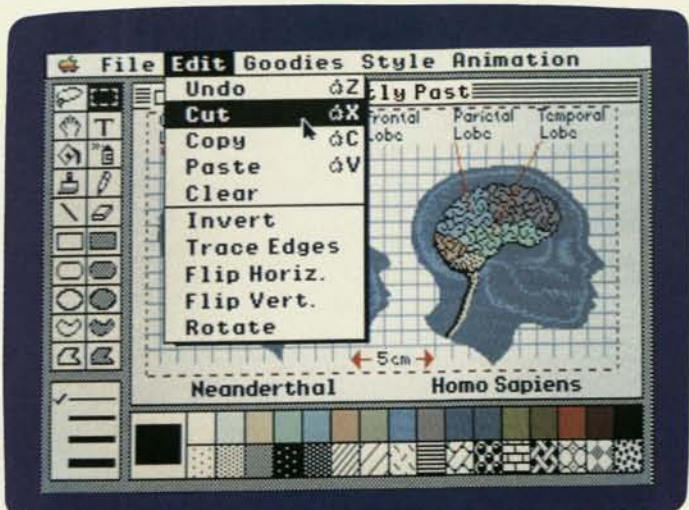 File Edit Goodies Style Animation
tly Past
Undo Z
Cut X
Copy C
Paste V
Clear
Invert
Trace Edges
Flip Horiz.
Flip Vert.
Rotate
T
Frontal Lobe
Parietal Lobe
Temporal Lobe
5cm
Neanderthal
Homo Sapiens